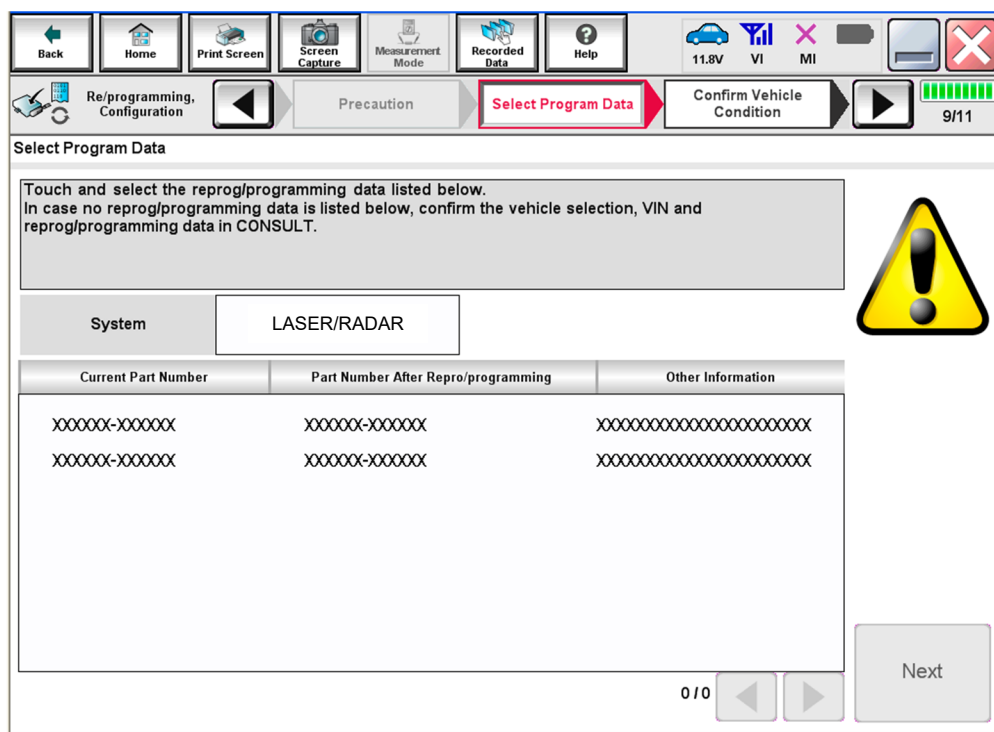 Back
Home
Print Screen
Screen
Capture
Measurement
Mode
Recorded
Data
?
Help
11.8V
VI
MI
Re/programming,
Configuration
Precaution
Select Program Data
Confirm Vehicle
Condition
9/11
Select Program Data
Touch and select the reprog/programming data listed below.
In case no reprog/programming data is listed below, confirm the vehicle selection, VIN and
reprog/programming data in CONSULT.
System
LASER/RADAR
Current Part Number
Part Number After Repro/programming
Other Information
XXXXXX-XXXXXX XXXXXX-XXXXXX XXXXXXXXXXXXXXXXXXXXXX
XXXXXX-XXXXXX XXXXXX-XXXXXX XXXXXXXXXXXXXXXXXXXXXX
Next
0/0